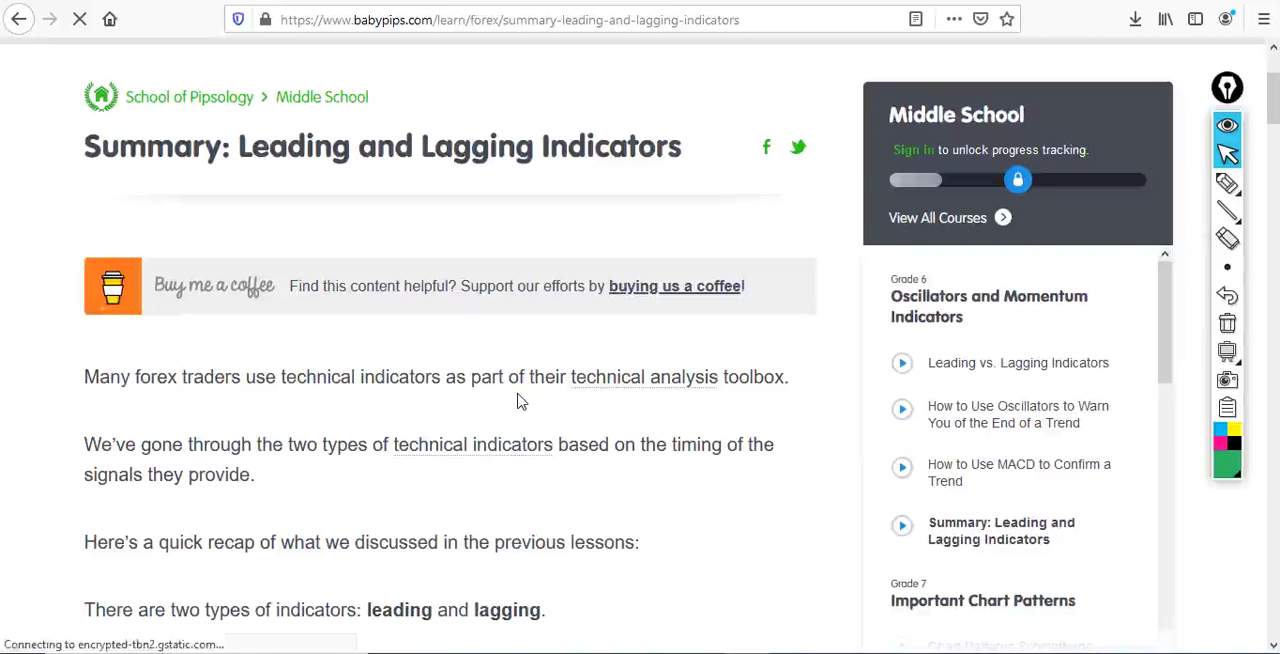 https://www.babypips.com/learn/forex/summary-leading-and-lagging-indicators
School of Pipsology > Middle School
Summary: Leading and Lagging Indicators
Buy me a coffee Find this content helpful? Support our efforts by buying us a coffee!
Many forex traders use technical indicators as part of their technical analysis toolbox.
We've gone through the two types of technical indicators based on the timing of the
signals they provide.
Here's a quick recap of what we discussed in the previous lessons:
There are two types of indicators: leading and lagging.
Connecting to encrypted-tbn2.gstatic.com...
Middle School
Sign in to unlock progress tracking.
View All Courses
Grade 6
Oscillators and Momentum
Indicators
Leading vs. Lagging Indicators
How to Use Oscillators to Warn
You of the End of a Trend
How to Use MACD to Confirm a
Trend
Summary: Leading and
Lagging Indicators
Grade 7
Important Chart Patterns